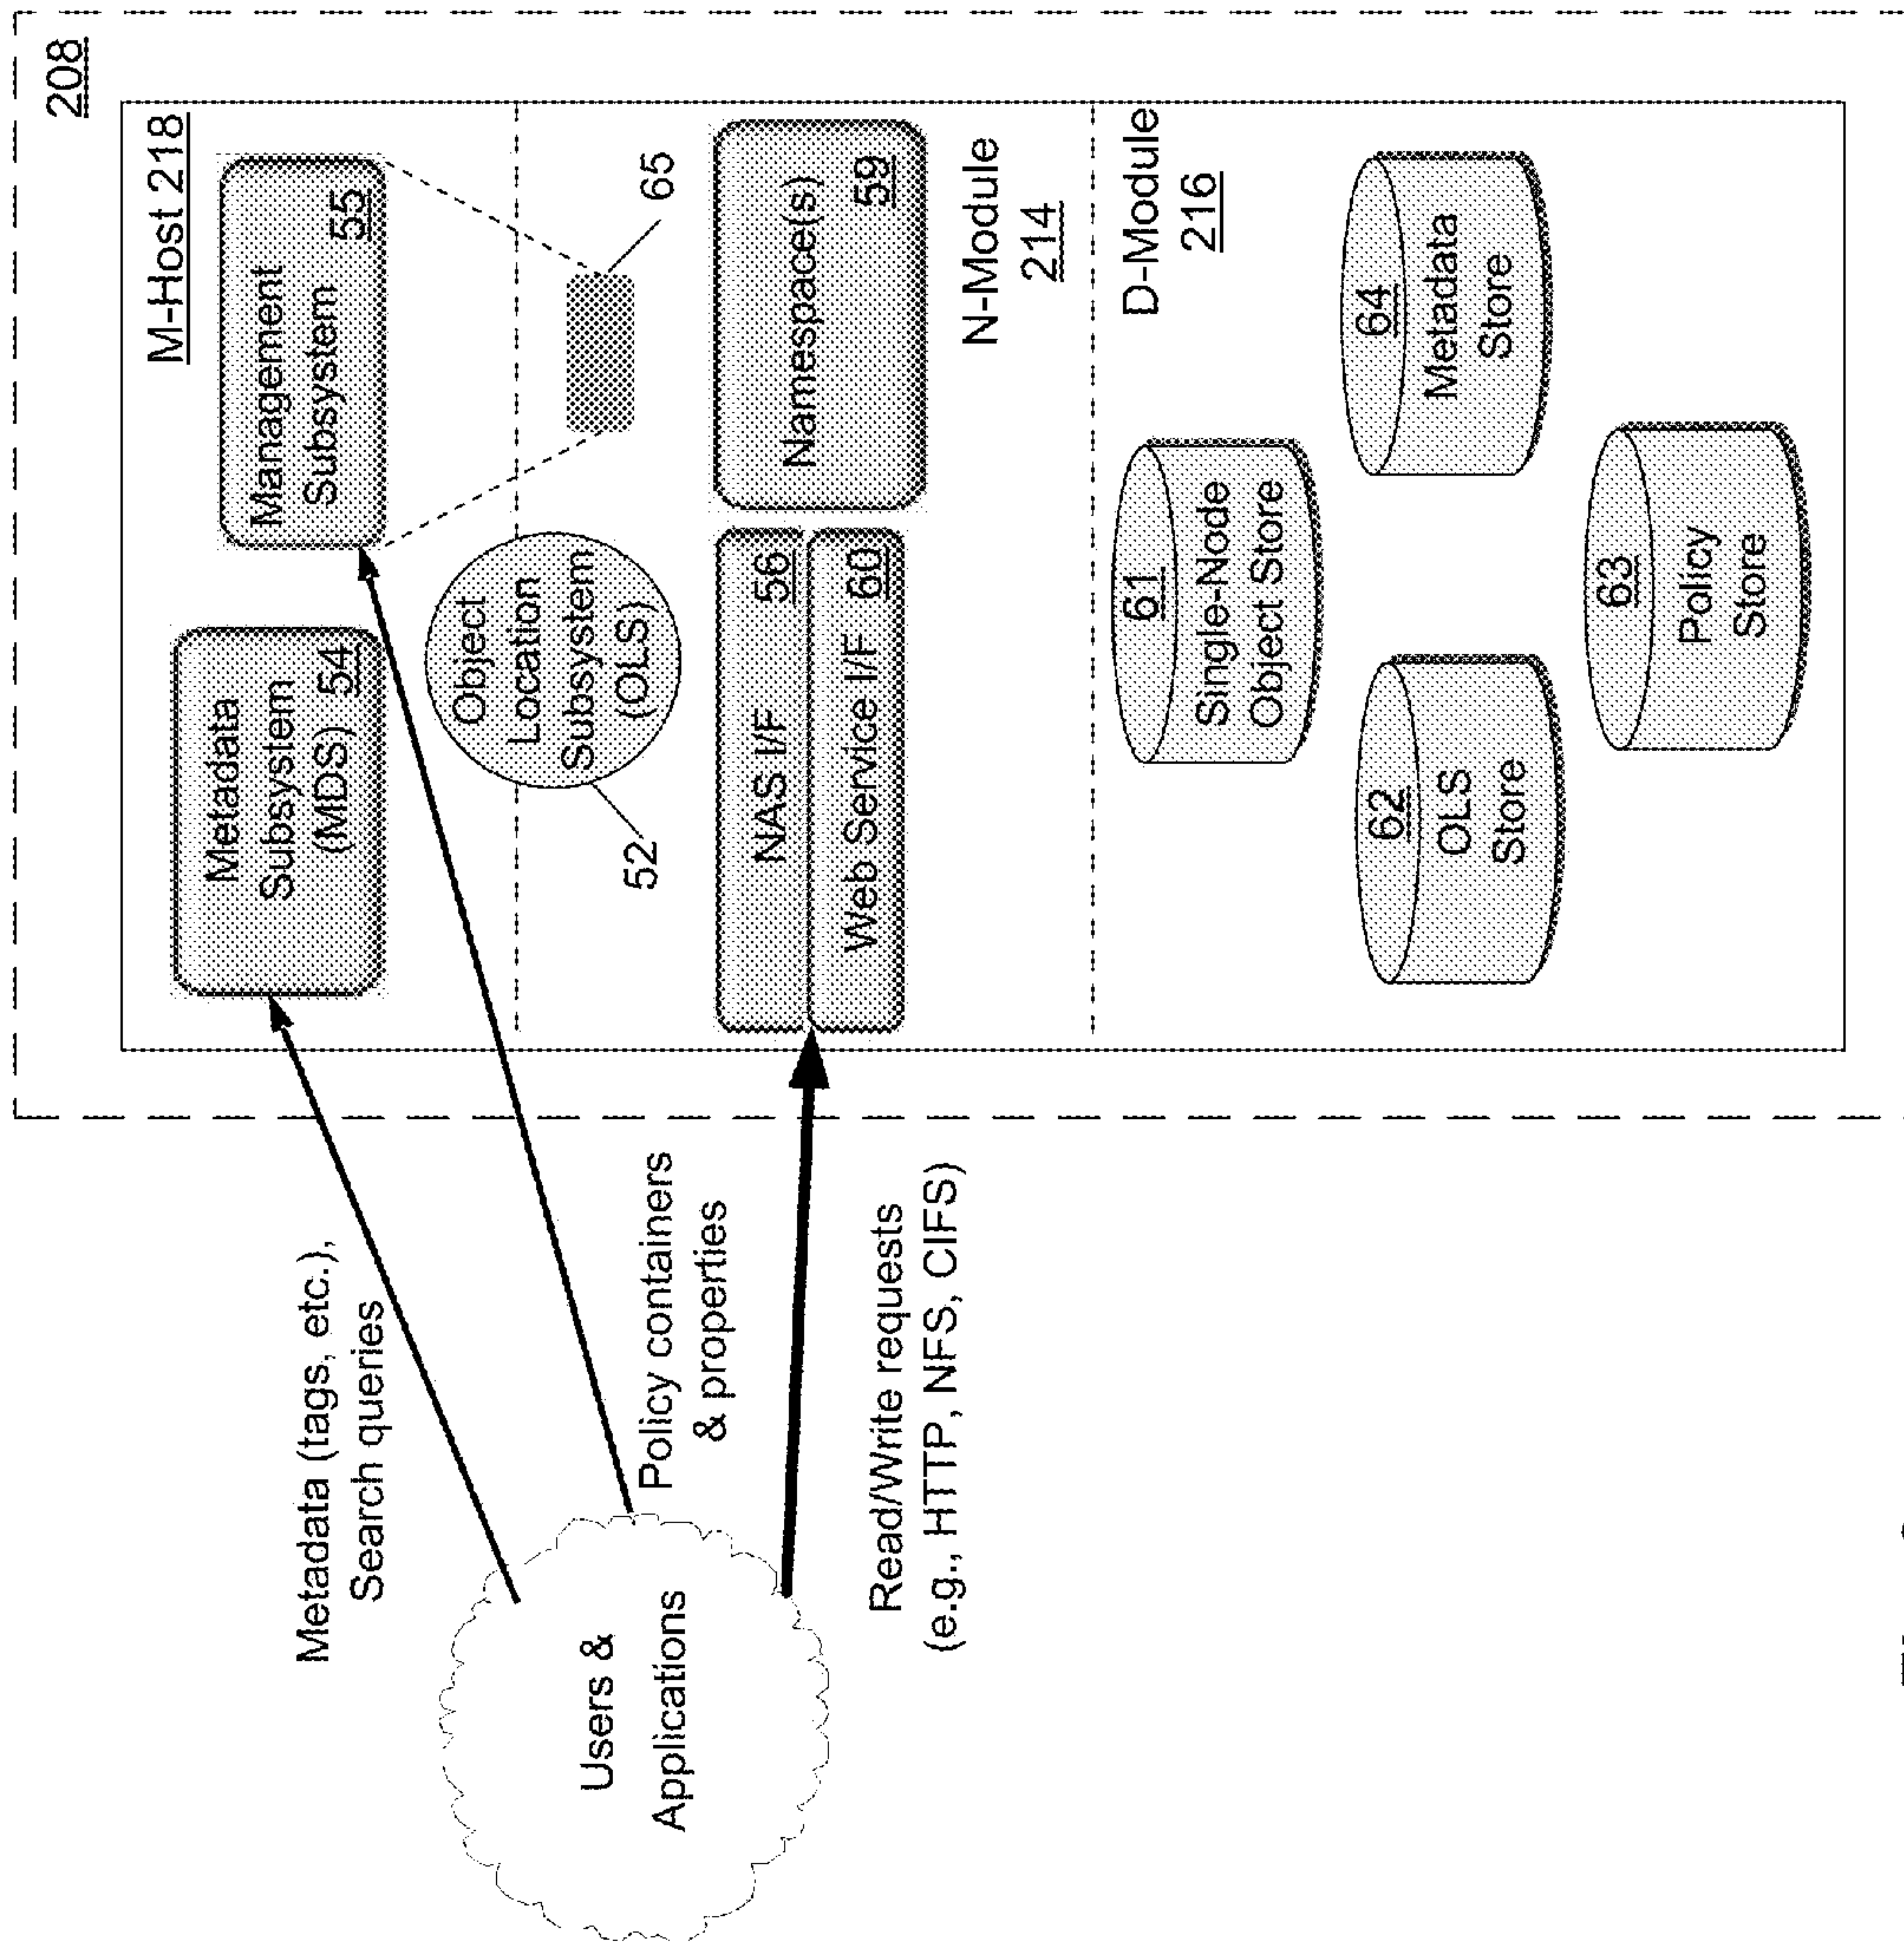 208
M-Host 218
Metadata
Subsystem
(MDS) 54
Management
Subsystem 55
Object
Location
Subsystem
(OLS)
52
65
NAS I/F 56
Web Service I/F 60
Namespace(s)
59
N-Module
214
D-Module
216
61
Single-Node
Object Store
62
OLS
Store
64
Metadata
Store
63
Policy
Store
Metadata (tags, etc.),
Search queries
Users &
Applications
Policy containers
& properties
Read/Write requests
(e.g., HTTP, NFS, CIFS)